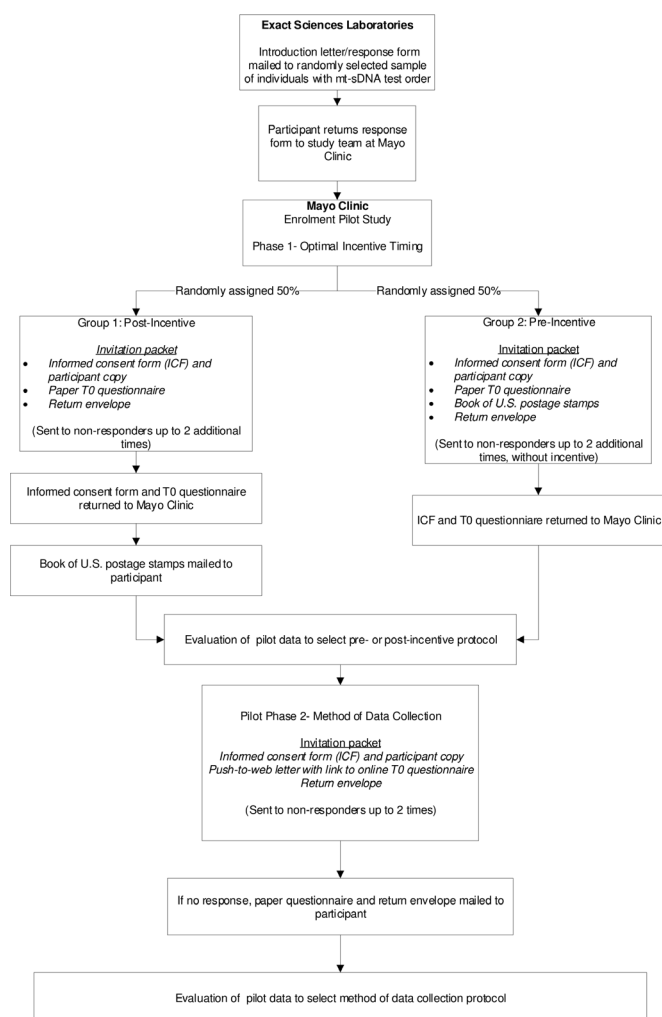 Exact Sciences Laboratories
Introduction letter/response form
mailed to randomly selected sample
of individuals with mt-sDNA test order
Participant returns response
form to study team at Mayo
Clinic
Mayo Clinic
Enrolment Pilot Study
Phase 1- Optimal Incentive Timing
Randomly assigned 50%
Randomly assigned 50%
Group 1: Post-Incentive
Invitation packet
• Informed consent form (ICF) and
participant copy
• Paper T0 questionnaire
• Return envelope
(Sent to non-responders up to 2 additional
times)
Group 2: Pre-Incentive
Invitation packet
• Informed consent form (ICF) and
participant copy
• Paper T0 questionnaire
• Book of U.S. postage stamps
• Return envelope
(Sent to non-responders up to 2 additional
times, without incentive)
Informed consent form and T0 questionnaire
returned to Mayo Clinic
ICF and T0 questionniare returned to Mayo Clinic
Book of U.S. postage stamps mailed to
participant
Evaluation of pilot data to select pre- or post-incentive protocol
Pilot Phase 2- Method of Data Collection
Invitation packet
Informed consent form (ICF) and participant copy
Push-to-web letter with link to online T0 questionnaire
Return envelope
(Sent to non-responders up to 2 times)
If no response, paper questionnaire and return envelope mailed to
participant
Evaluation of pilot data to select method of data collection protocol